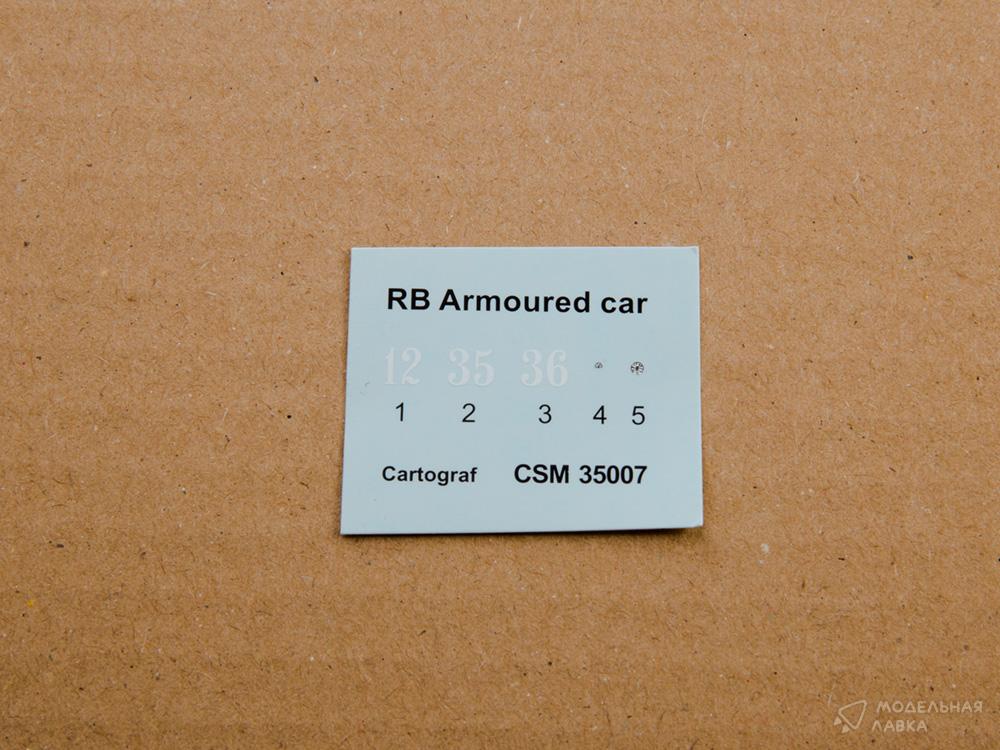 RB Armoured car
12 35 36
1 2 3 4 5
Cartograf CSM 35007
МОДЕЛЬНАЯ
ЛАВКА